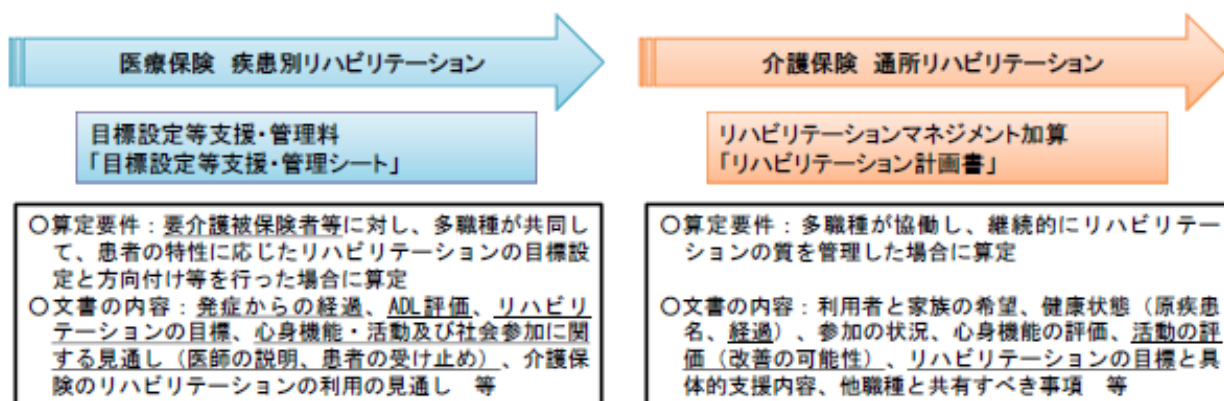 医療保険 疾患別リハビリテーション
目標設定等支援・管理料
「目標設定等支援・管理シート」
〇算定要件：要介護被保険者等に対し、多職種が共同し
て、患者の特性に応じたリハビリテーションの目標設
定と方向付け等を行った場合に算定
〇文書の内容：発症からの経過、ADL評価、リハビリ
テーションの目標、心身機能・活動及び社会参加に関
する見通し（医師の説明、患者の受け止め）、介護保
険のリハビリテーションの利用の見通し 等
介護保険 通所リハビリテーション
リハビリテーションマネジメント加算
「リハビリテーション計画書」
〇算定要件：多職種が協働し、継続的にリハビリテー
ションの質を管理した場合に算定
〇文書の内容：利用者と家族の希望、健康状態（原疾患
名、経過）、参加の状況、心身機能の評価、活動の評
価（改善の可能性）、リハビリテーションの目標と具
体的支援内容、他職種と共有すべき事項 等